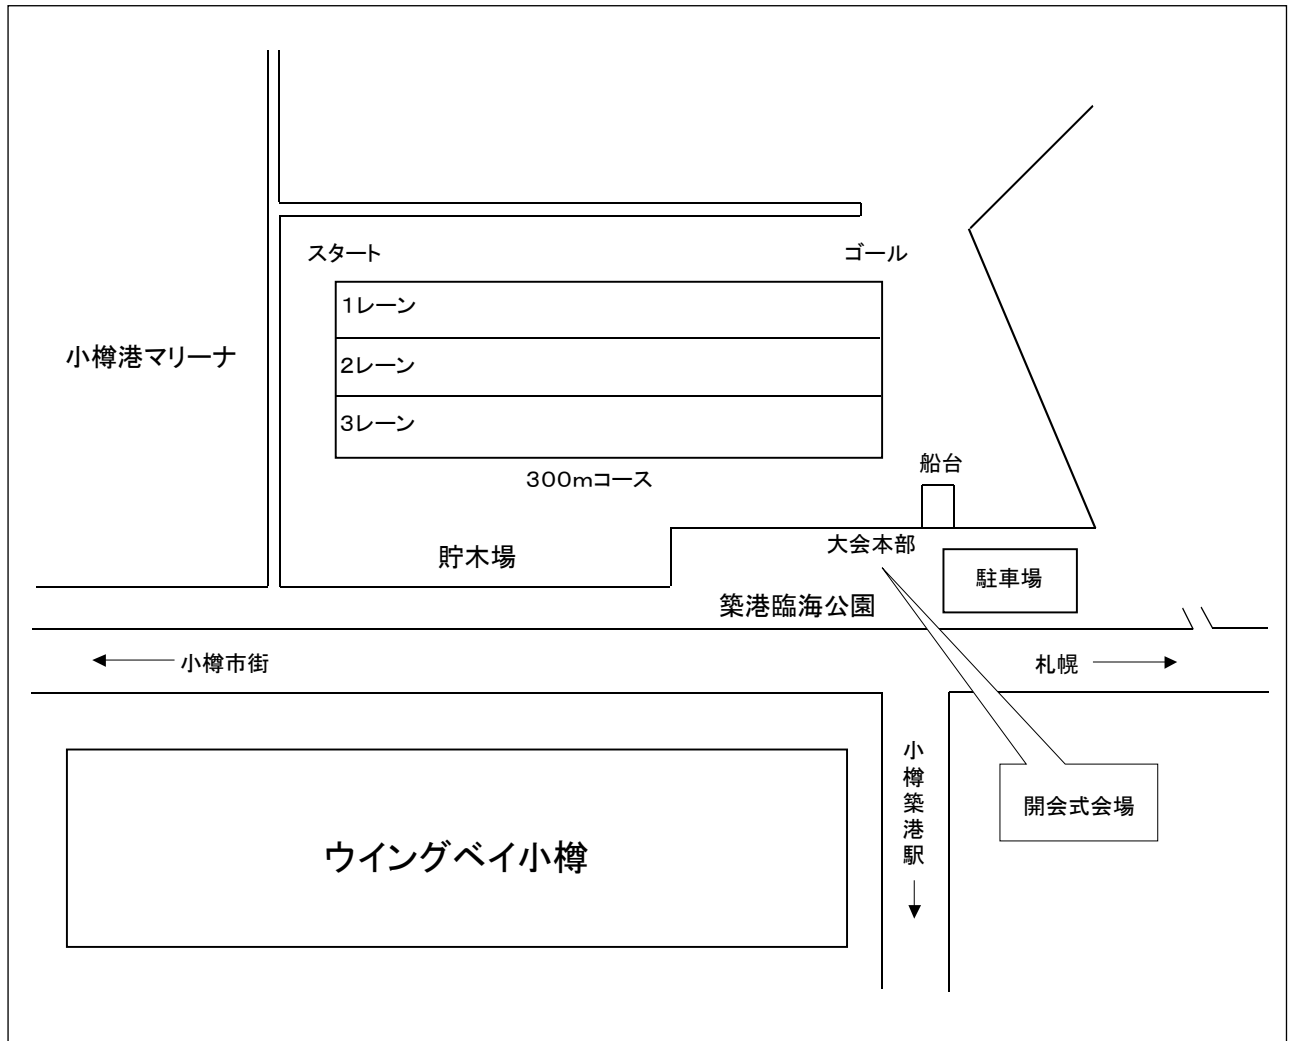 スタート
ゴール
1レーン
小樽港マリーナ
2レーン
3レーン
船台
300mコース
大会本部
貯木場
駐車場
築港臨海公園
小樽市街
札幌
小樽築港駅
開会式会場
ウイングベイ小樽